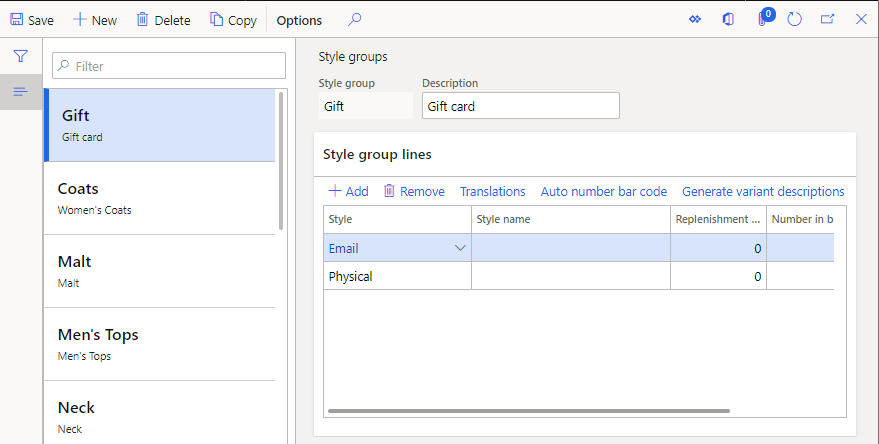 Save New Delete Copy Options 0
Filter
Gift
Gift card
Coats
Women's Coats
Malt
Malt
Men's Tops
Men's Tops
Neck
Neck
Style groups
Style group Description
Gift Gift card
Style group lines
Add Remove Translations Auto number bar code Generate variant descriptions
Style Style name Replenishment ... Number in b
Email 0
Physical 0